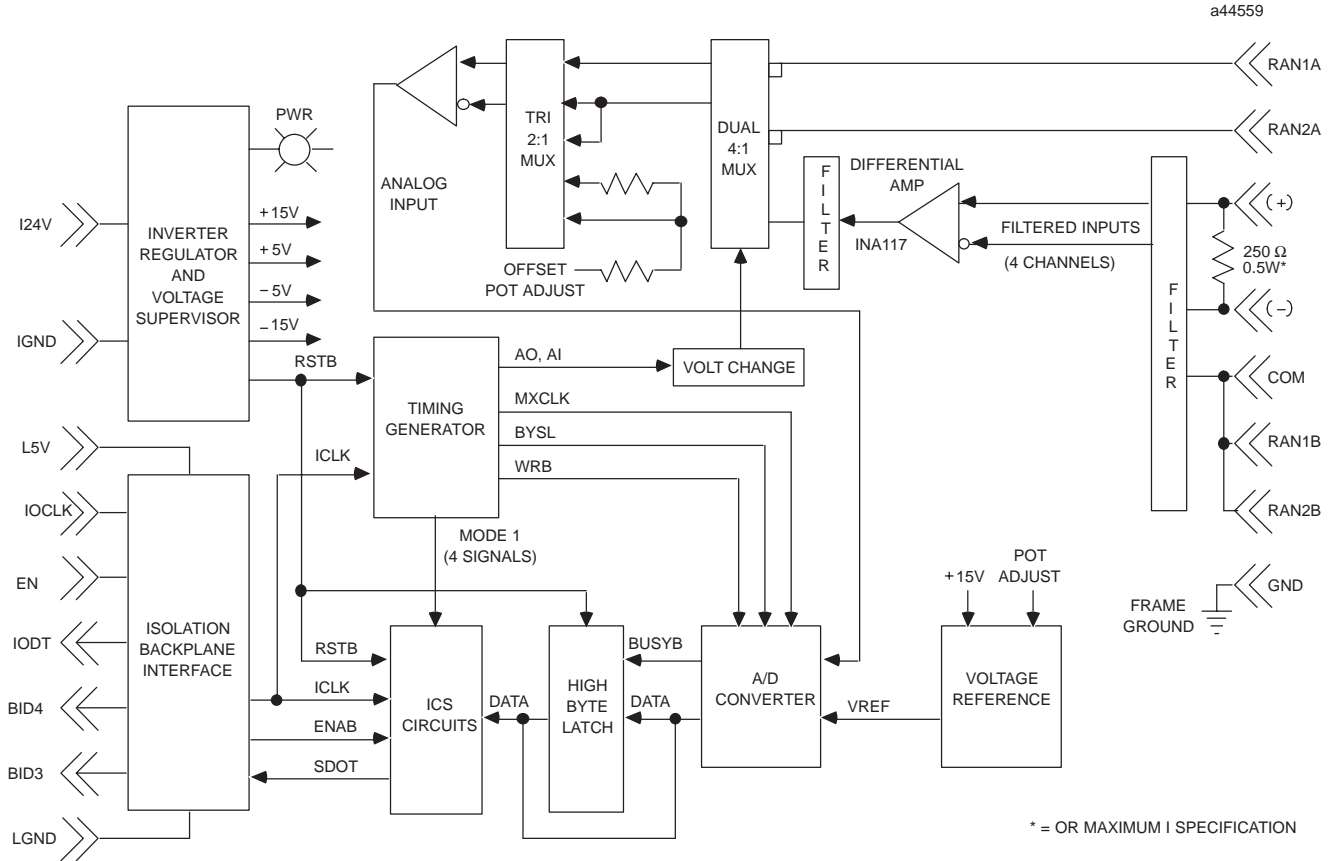 a44559
RAN1A
RAN2A
TRI
2:1
MUX
DUAL
4:1
MUX
PWR
ANALOG
INPUT
FILTER
DIFFERENTIAL
AMP
INA117
FILTERED INPUTS
(4 CHANNELS)
(+)
250 Ω
0.5W*
(−)
FILTER
COM
RAN1B
RAN2B
I24V
IGND
INVERTER
REGULATOR
AND
VOLTAGE
SUPERVISOR
+15V
+5V
−5V
−15V
OFFSET
POT ADJUST
RSTB
TIMING
GENERATOR
AO, AI
VOLT CHANGE
MXCLK
BYSL
WRB
ICLK
MODE 1
(4 SIGNALS)
L5V
IOCLK
EN
IODT
BID4
BID3
LGND
ISOLATION
BACKPLANE
INTERFACE
RSTB
ICLK
ENAB
SDOT
ICS
CIRCUITS
DATA
HIGH
BYTE
LATCH
BUSYB
DATA
A/D
CONVERTER
VREF
+15V
POT
ADJUST
VOLTAGE
REFERENCE
FRAME
GROUND
GND
* = OR MAXIMUM I SPECIFICATION